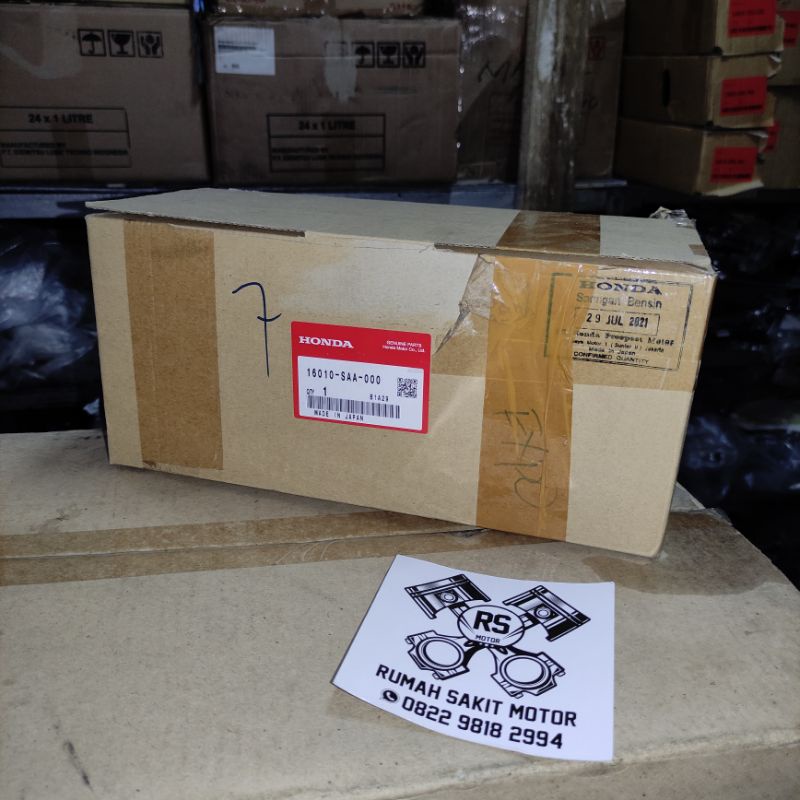 24 x 1 LITRE
MANUFACTURED BY
24 x 1 LITRE
7
HONDA
GENUINE PARTS
Honda Motor Co., Ltd.
16010-SAA-000
QTY 1
B1A29
MADE IN JAPAN
HONDA
Saringan Bensin
29 JUL 2021
Honda Prospect Motor
Made in Japan
CONFIRMED QUANTITY
RS
MOTOR
RUMAH SAKIT MOTOR
0822 9818 2994